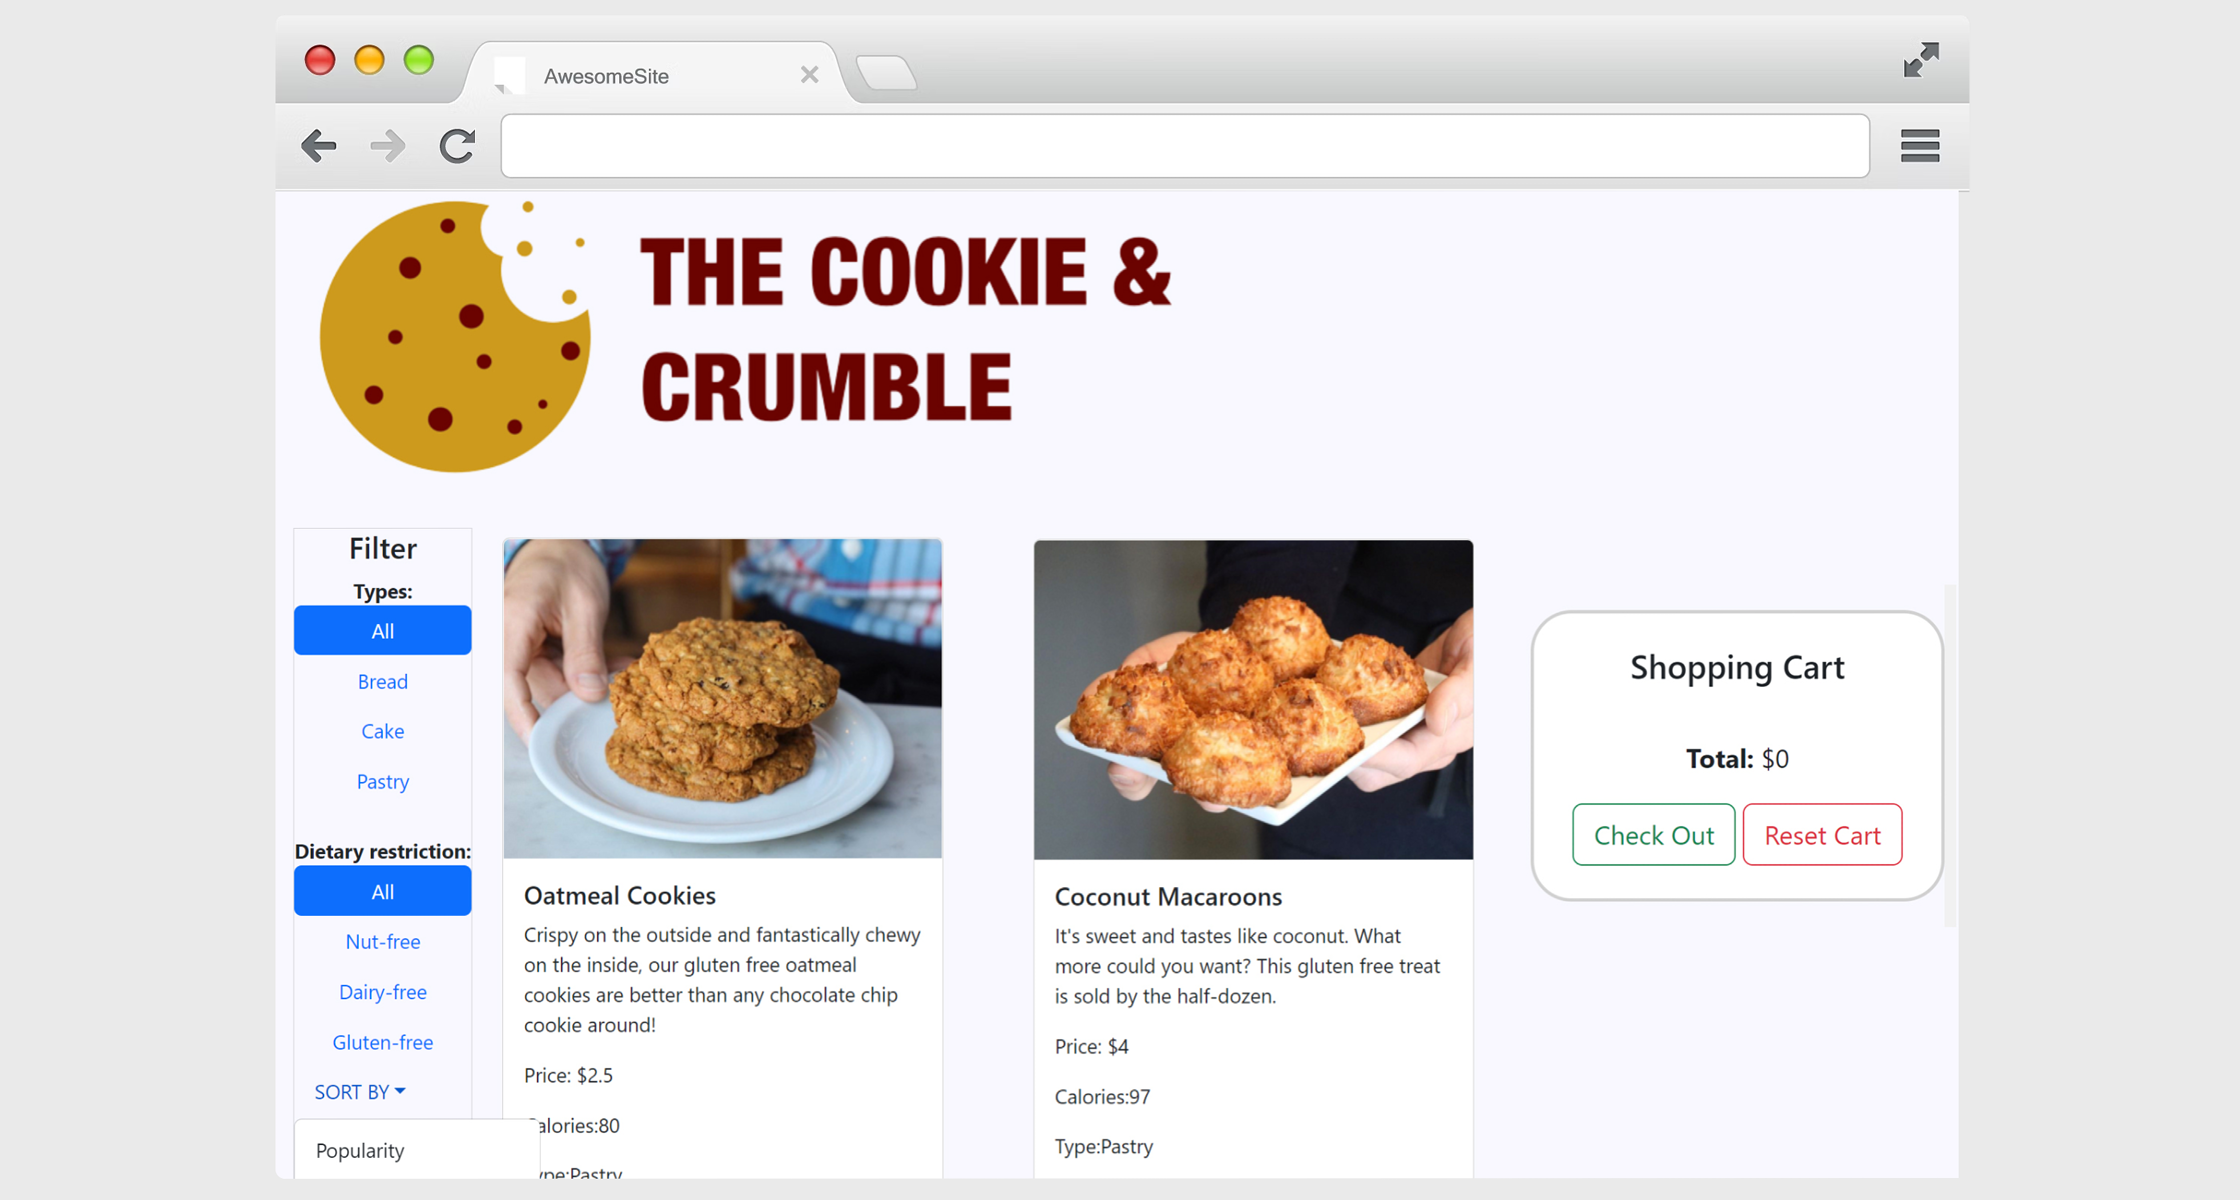 AwesomeSite
THE COOKIE &
CRUMBLE
Filter
Types:
All
Bread
Cake
Pastry
Dietary restriction:
All
Nut-free
Dairy-free
Gluten-free
SORT BY
Popularity
Oatmeal Cookies
Crispy on the outside and fantastically chewy
on the inside, our gluten free oatmeal
cookies are better than any chocolate chip
cookie around!
Price: $2.5
alories:80
ype:Pastry
Coconut Macaroons
It's sweet and tastes like coconut. What
more could you want? This gluten free treat
is sold by the half-dozen.
Price: $4
Calories:97
Type:Pastry
Shopping Cart
Total: $0
Check Out
Reset Cart